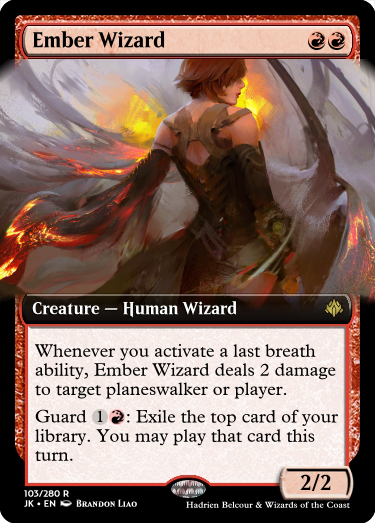 Ember Wizard
Creature — Human Wizard
Whenever you activate a last breath
ability, Ember Wizard deals 2 damage
to target planeswalker or player.
Guard 1 : Exile the top card of your
library. You may play that card this
turn.
2/2
103/280 R
JK • EN Brandon Liao
Hadrien Belcour & Wizards of the Coast